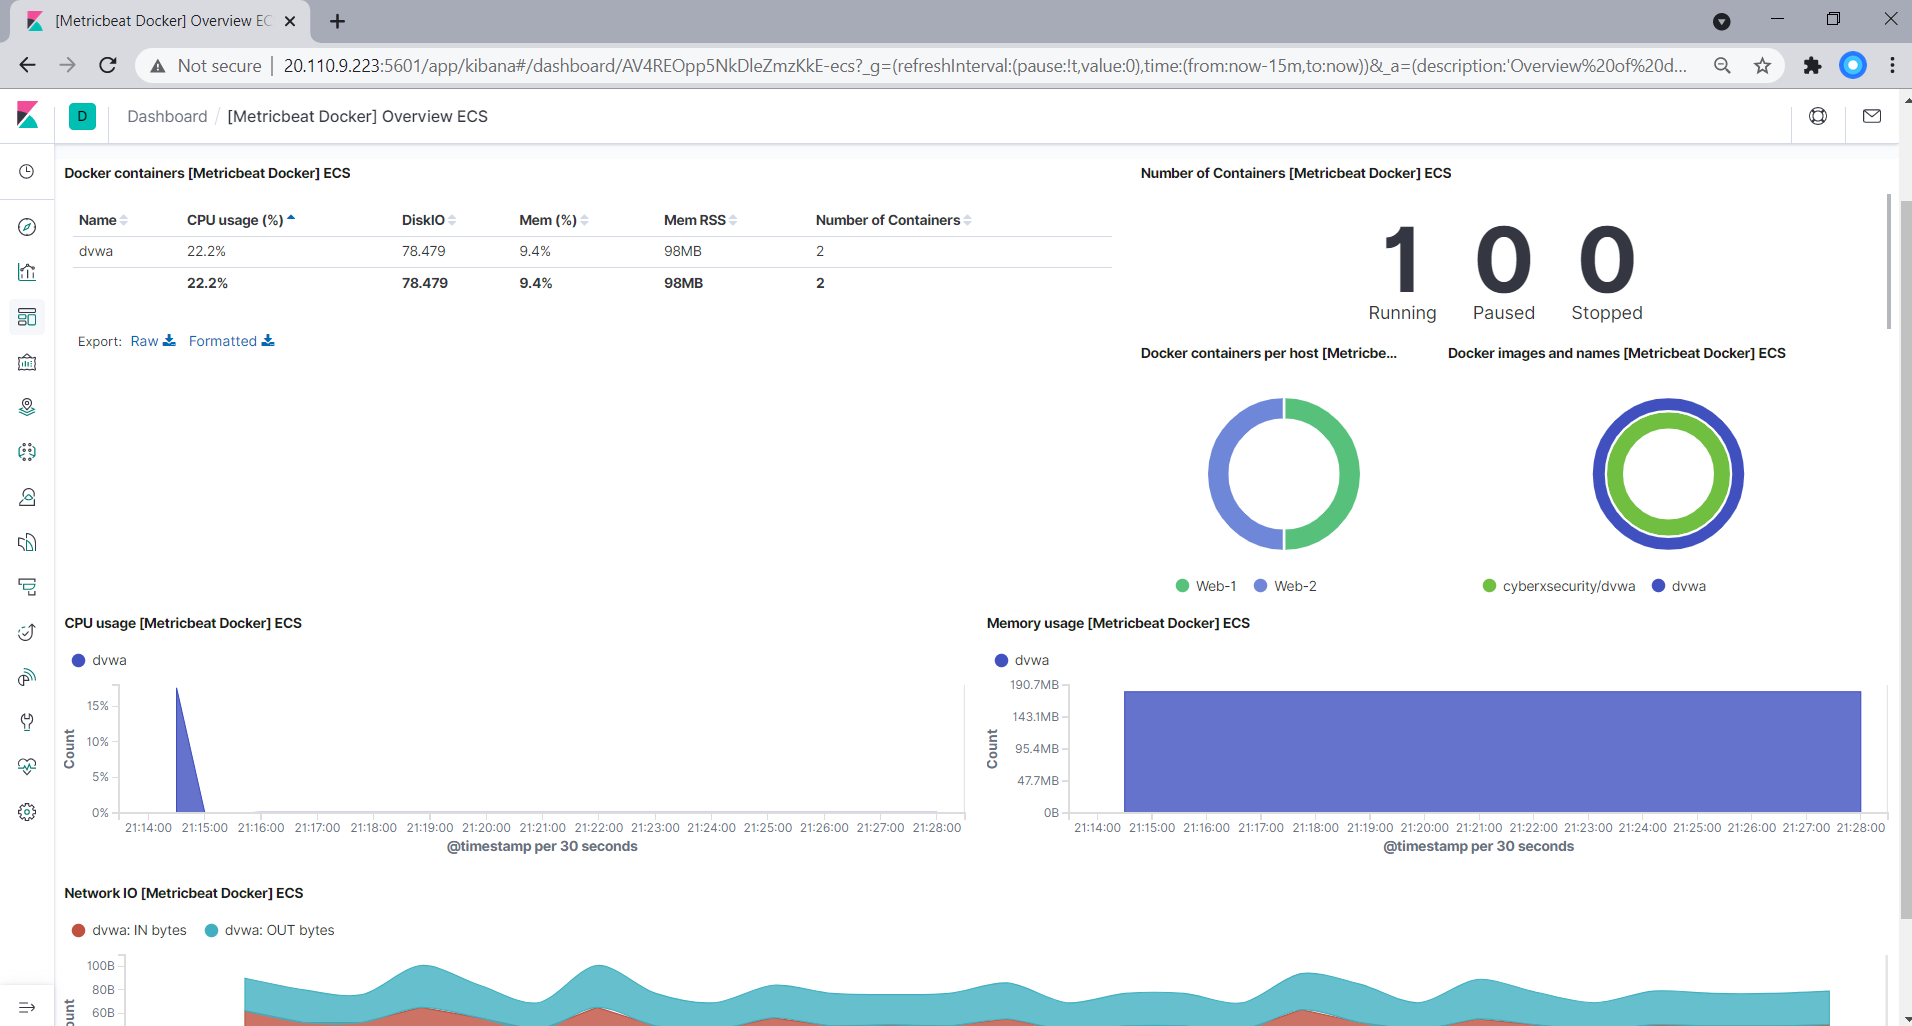 [Metricbeat Docker] Overview EC
Not secure 20.110.9.223:5601/app/kibana#/dashboard/AV4REOpp5NkDleZmzKkE-ecs?_g=(refreshInterval:(pause:!t,value:0),time:(from:now-15m,to:now))&_a=(description:'Overview%20of%20d...
D Dashboard / [Metricbeat Docker] Overview ECS
Docker containers [Metricbeat Docker] ECS
Name CPU usage (%) DiskIO Mem (%) Mem RSS Number of Containers
dvwa 22.2% 78.479 9.4% 98MB 2
22.2% 78.479 9.4% 98MB 2
Export: Raw Formatted
Number of Containers [Metricbeat Docker] ECS
1 0 0
Running Paused Stopped
Docker containers per host [Metricbe...
Web-1 Web-2
Docker images and names [Metricbeat Docker] ECS
cyberxsecurity/dvwa dvwa
CPU usage [Metricbeat Docker] ECS
dvwa
15%
10%
5%
0%
Count
21:14:00 21:15:00 21:16:00 21:17:00 21:18:00 21:19:00 21:20:00 21:21:00 21:22:00 21:23:00 21:24:00 21:25:00 21:26:00 21:27:00 21:28:00
@timestamp per 30 seconds
Memory usage [Metricbeat Docker] ECS
dvwa
190.7MB
143.1MB
95.4MB
47.7MB
0B
Count
21:14:00 21:15:00 21:16:00 21:17:00 21:18:00 21:19:00 21:20:00 21:21:00 21:22:00 21:23:00 21:24:00 21:25:00 21:26:00 21:27:00 21:28:00
@timestamp per 30 seconds
Network IO [Metricbeat Docker] ECS
dvwa: IN bytes dvwa: OUT bytes
100B
80B
60B
ount